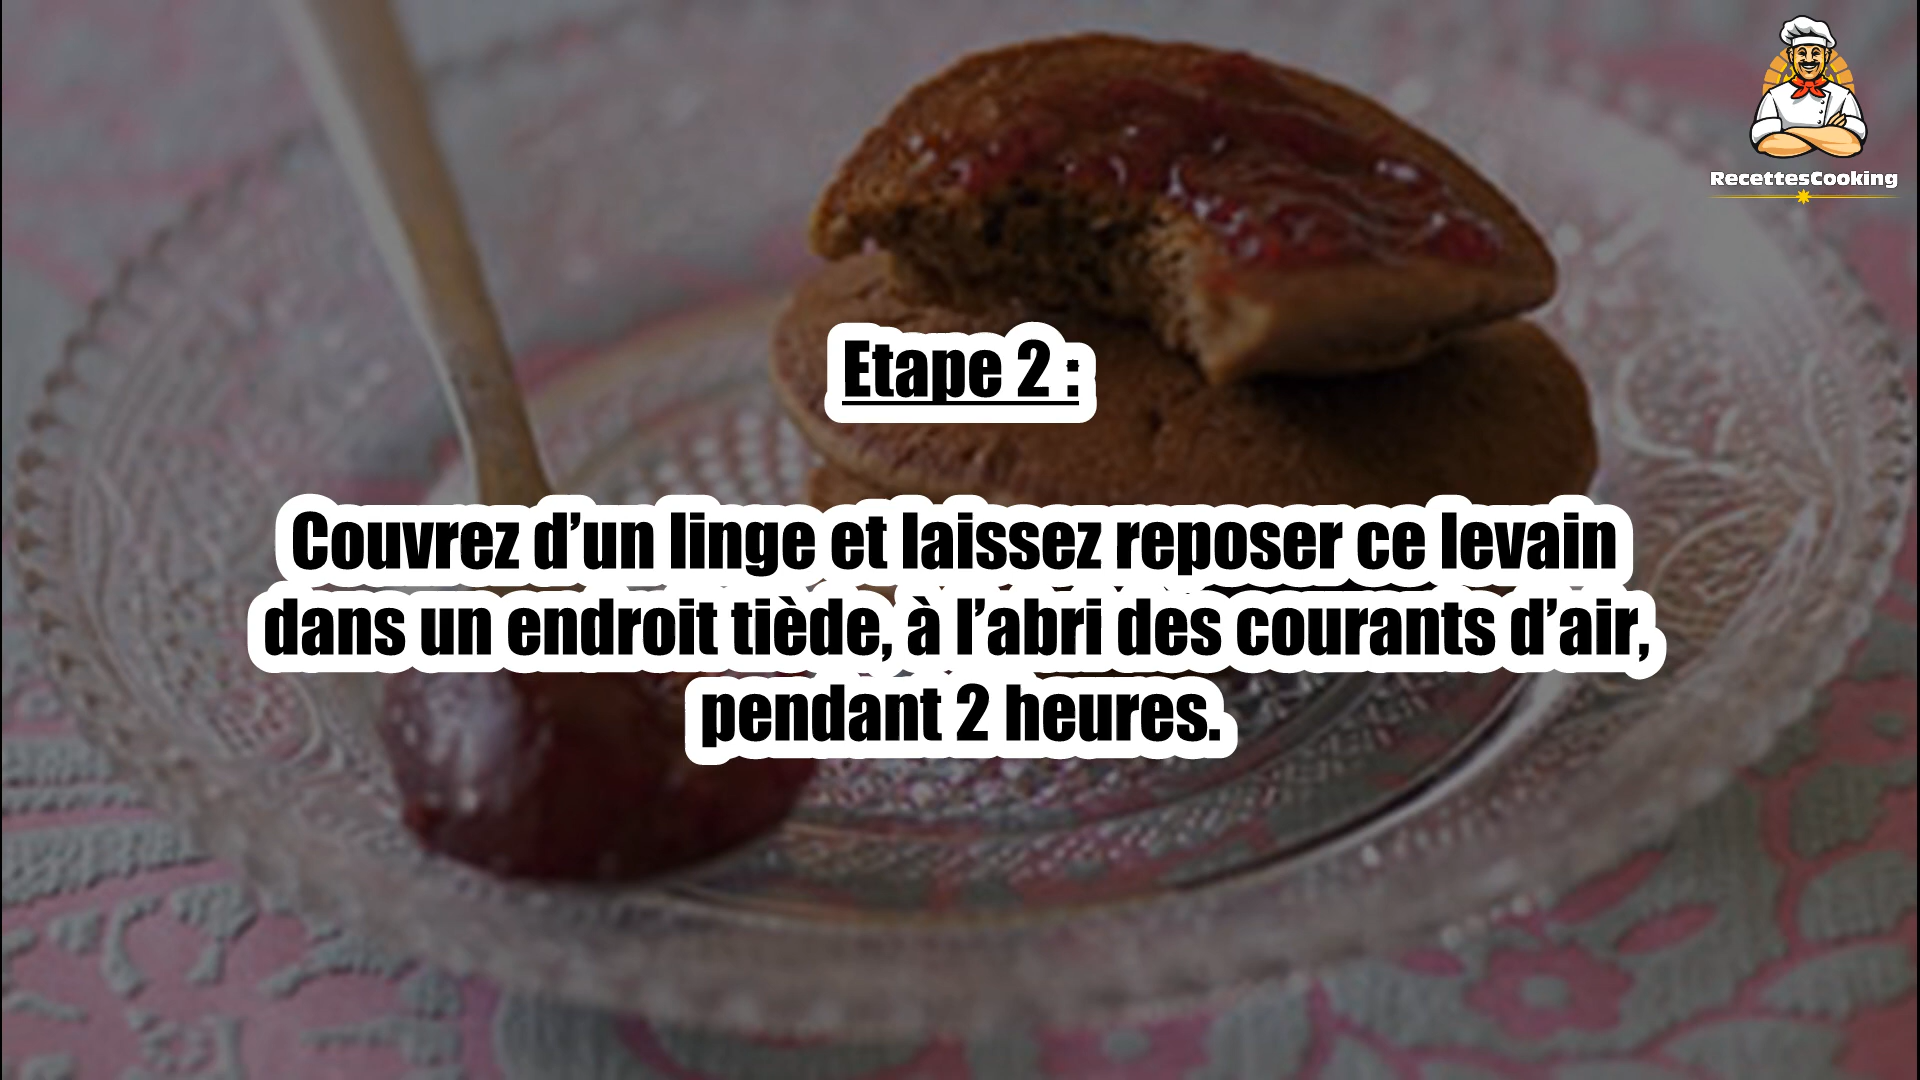 RecettesCooking
Etape 2 :
Couvrez d’un linge et laissez reposer ce levain
dans un endroit tiède, à l’abri des courants d’air,
pendant 2 heures.